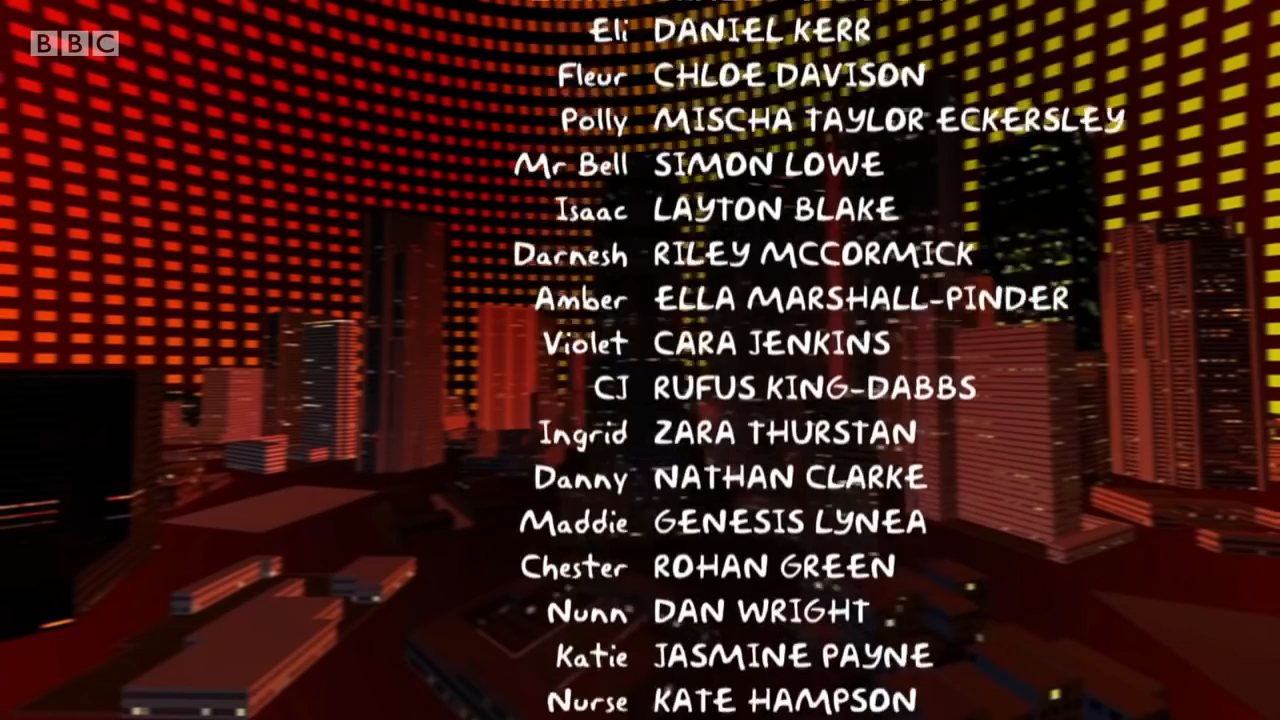 BBC
Eli DANIEL KERR
Fleur CHLOE DAVISON
Polly MISCHA TAYLOR ECKERSLEY
Mr Bell SIMON LOWE
Isaac LAYTON BLAKE
Darnesh RILEY MCCORMICK
Amber ELLA MARSHALL-PINDER
Violet CARA JENKINS
CJ RUFUS KING-DABBS
Ingrid ZARA THURSTAN
Danny NATHAN CLARKE
Maddie GENESIS LYNEA
Chester ROHAN GREEN
Nunn DAN WRIGHT
Katie JASMINE PAYNE
Nurse KATE HAMPSON